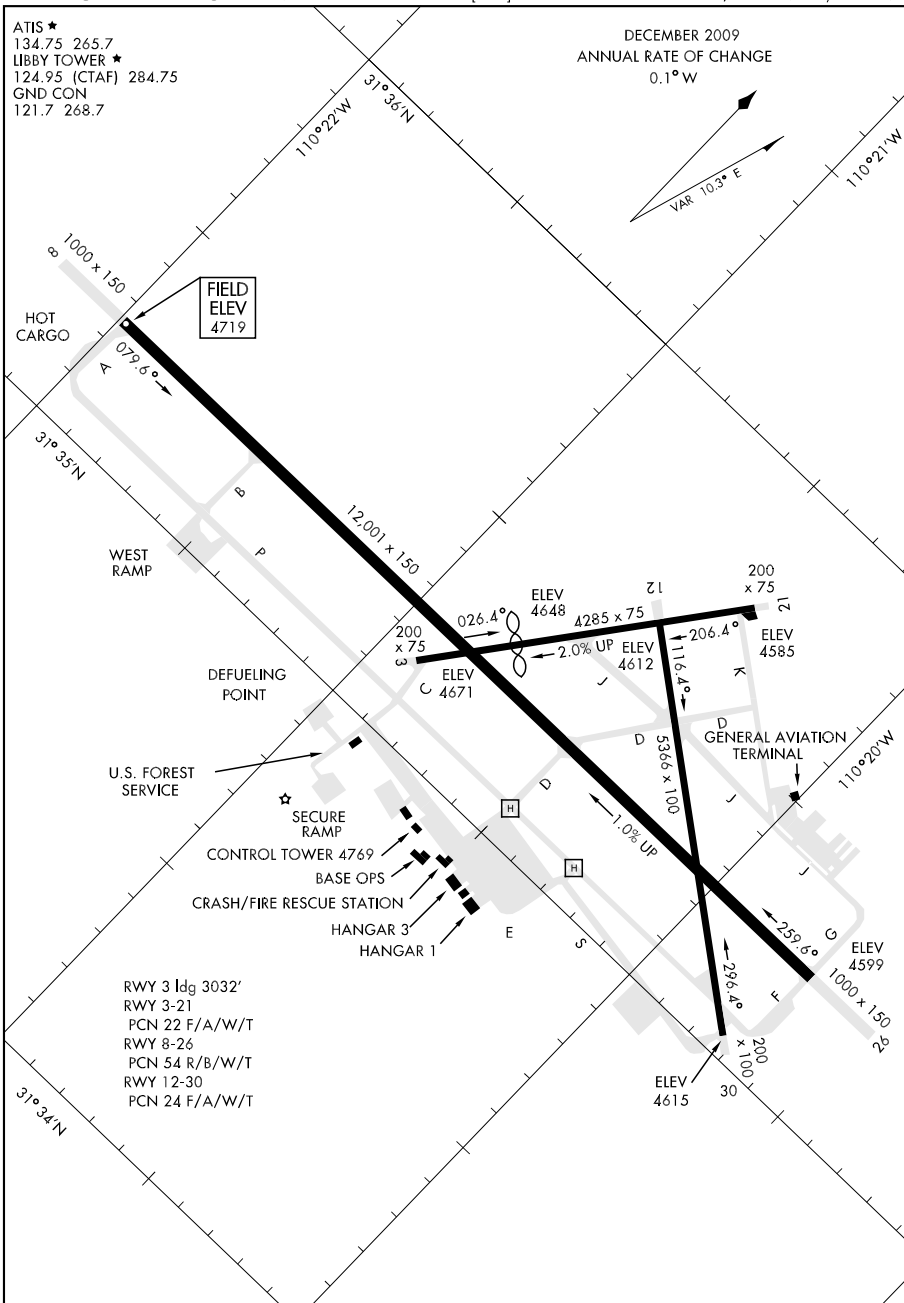 ATIS ★
134.75 265.7
LIBBY TOWER ★
124.95 (CTAF) 284.75
GND CON
121.7 268.7
DECEMBER 2009
ANNUAL RATE OF CHANGE
0.1° W
VAR 10.3° E
31° 36'N
110° 22'W
110° 21'W
8
1000 x 150
FIELD
ELEV
4719
HOT
CARGO
A
079.6°
31° 35'N
B
P
WEST
RAMP
12,001 x 150
200
x 75
3
026.4°
ELEV
4648
4285 x 75
12
200
x 75
21
2.0% UP
ELEV
4612
206.4°
ELEV
4585
ELEV
4671
C
J
116.4°
K
DEFUELING
POINT
D
D
GENERAL AVIATION
TERMINAL
110° 20'W
U.S. FOREST
SERVICE
D
5366 x 100
J
H
SECURE
RAMP
1.0% UP
CONTROL TOWER 4769
H
BASE OPS
J
CRASH/FIRE RESCUE STATION
HANGAR 3
HANGAR 1
E
S
259.6°
G
ELEV
4599
296.4°
F
1000 x 150
26
RWY 3 ldg 3032'
RWY 3-21
PCN 22 F/A/W/T
RWY 8-26
PCN 54 R/B/W/T
RWY 12-30
PCN 24 F/A/W/T
200
x 100
30
ELEV
4615
31° 34'N